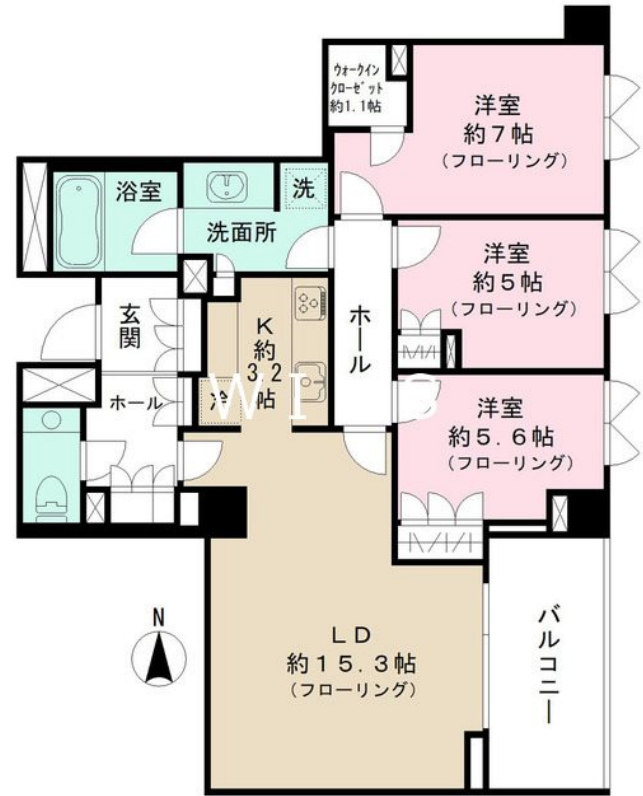 ウォークイン
クローゼット
約1.1帖
洋室
約7帖
(フローリング)
浴室
洗
洗面所
洋室
約5帖
(フローリング)
玄関
K
約
3.2
帖
ホール
冷
ホール
洋室
約5.6帖
(フローリング)
N
LD
約15.3帖
(フローリング)
バルコニー